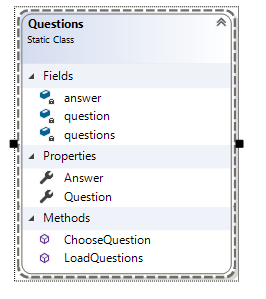 Questions
Static Class
Fields
answer
question
questions
Properties
Answer
Question
Methods
ChooseQuestion
LoadQuestions